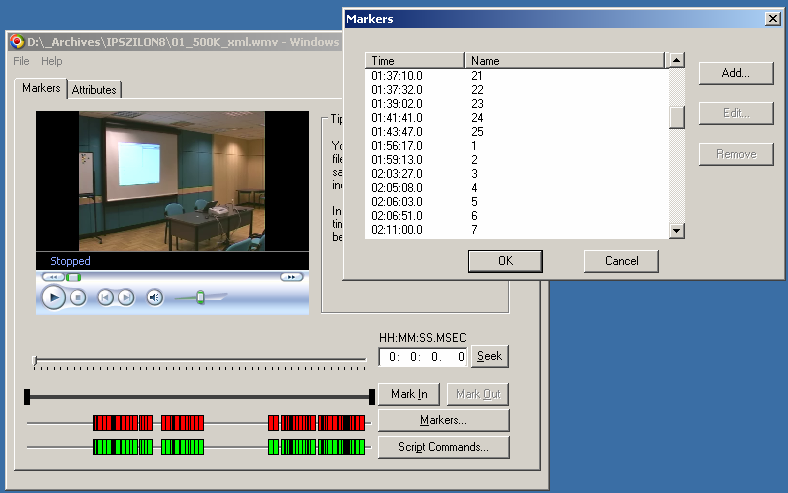 Markers
Time Name
01:37:10.0 21
01:37:32.0 22
01:39:02.0 23
01:41:41.0 24
01:43:47.0 25
01:56:17.0 1
01:59:13.0 2
02:03:27.0 3
02:05:08.0 4
02:06:03.0 5
02:06:51.0 6
02:11:00.0 7
Add...
Edit...
Remove
OK Cancel
D:\_Archives\IPSZILON8\01_500K_xml.wmv - Windows
File Help
Markers Attributes
Tip
Yo
file
sa
In
tim
be
Stopped
HH:MM:SS.MSEC
0: 0: 0. 0 Seek
Mark In Mark Out
Markers...
Script Commands...